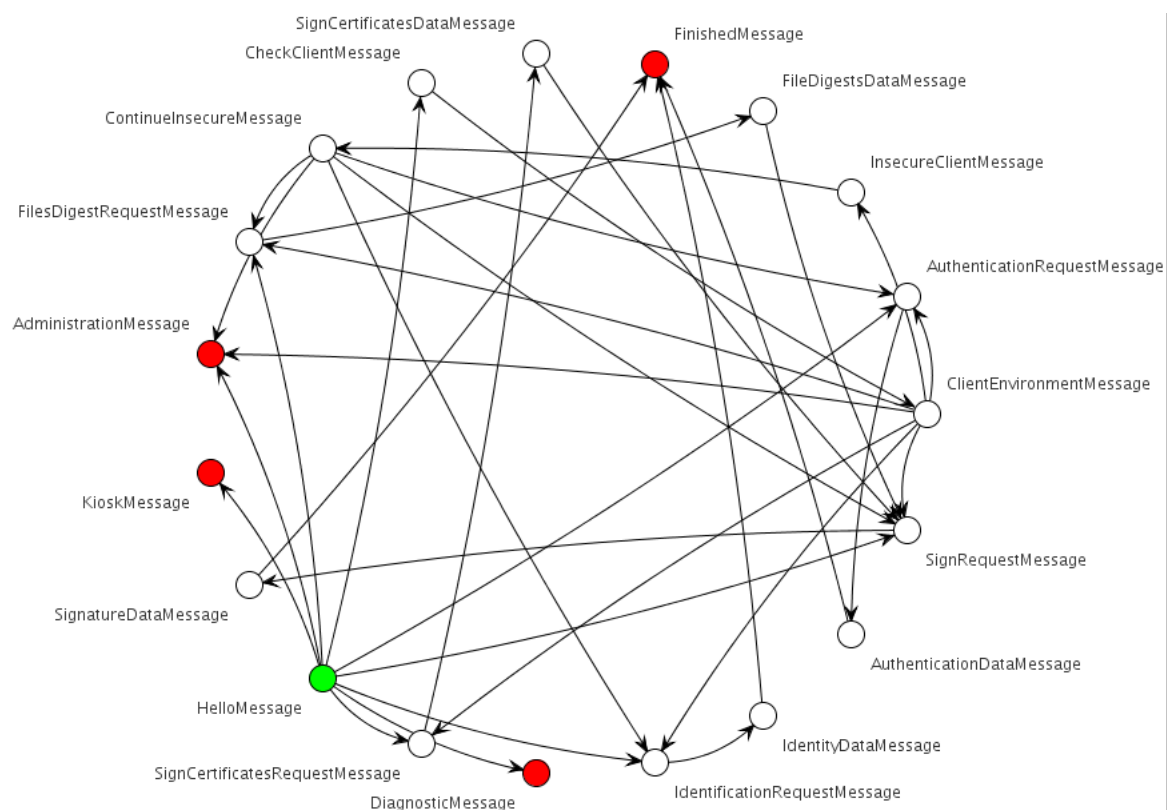 SignCertificatesDataMessage
FinishedMessage
CheckClientMessage
FileDigestsDataMessage
ContinueInsecureMessage
InsecureClientMessage
FilesDigestRequestMessage
AuthenticationRequestMessage
AdministrationMessage
ClientEnvironmentMessage
KioskMessage
SignRequestMessage
SignatureDataMessage
AuthenticationDataMessage
HelloMessage
IdentityDataMessage
SignCertificatesRequestMessage
IdentificationRequestMessage
DiagnosticMessage